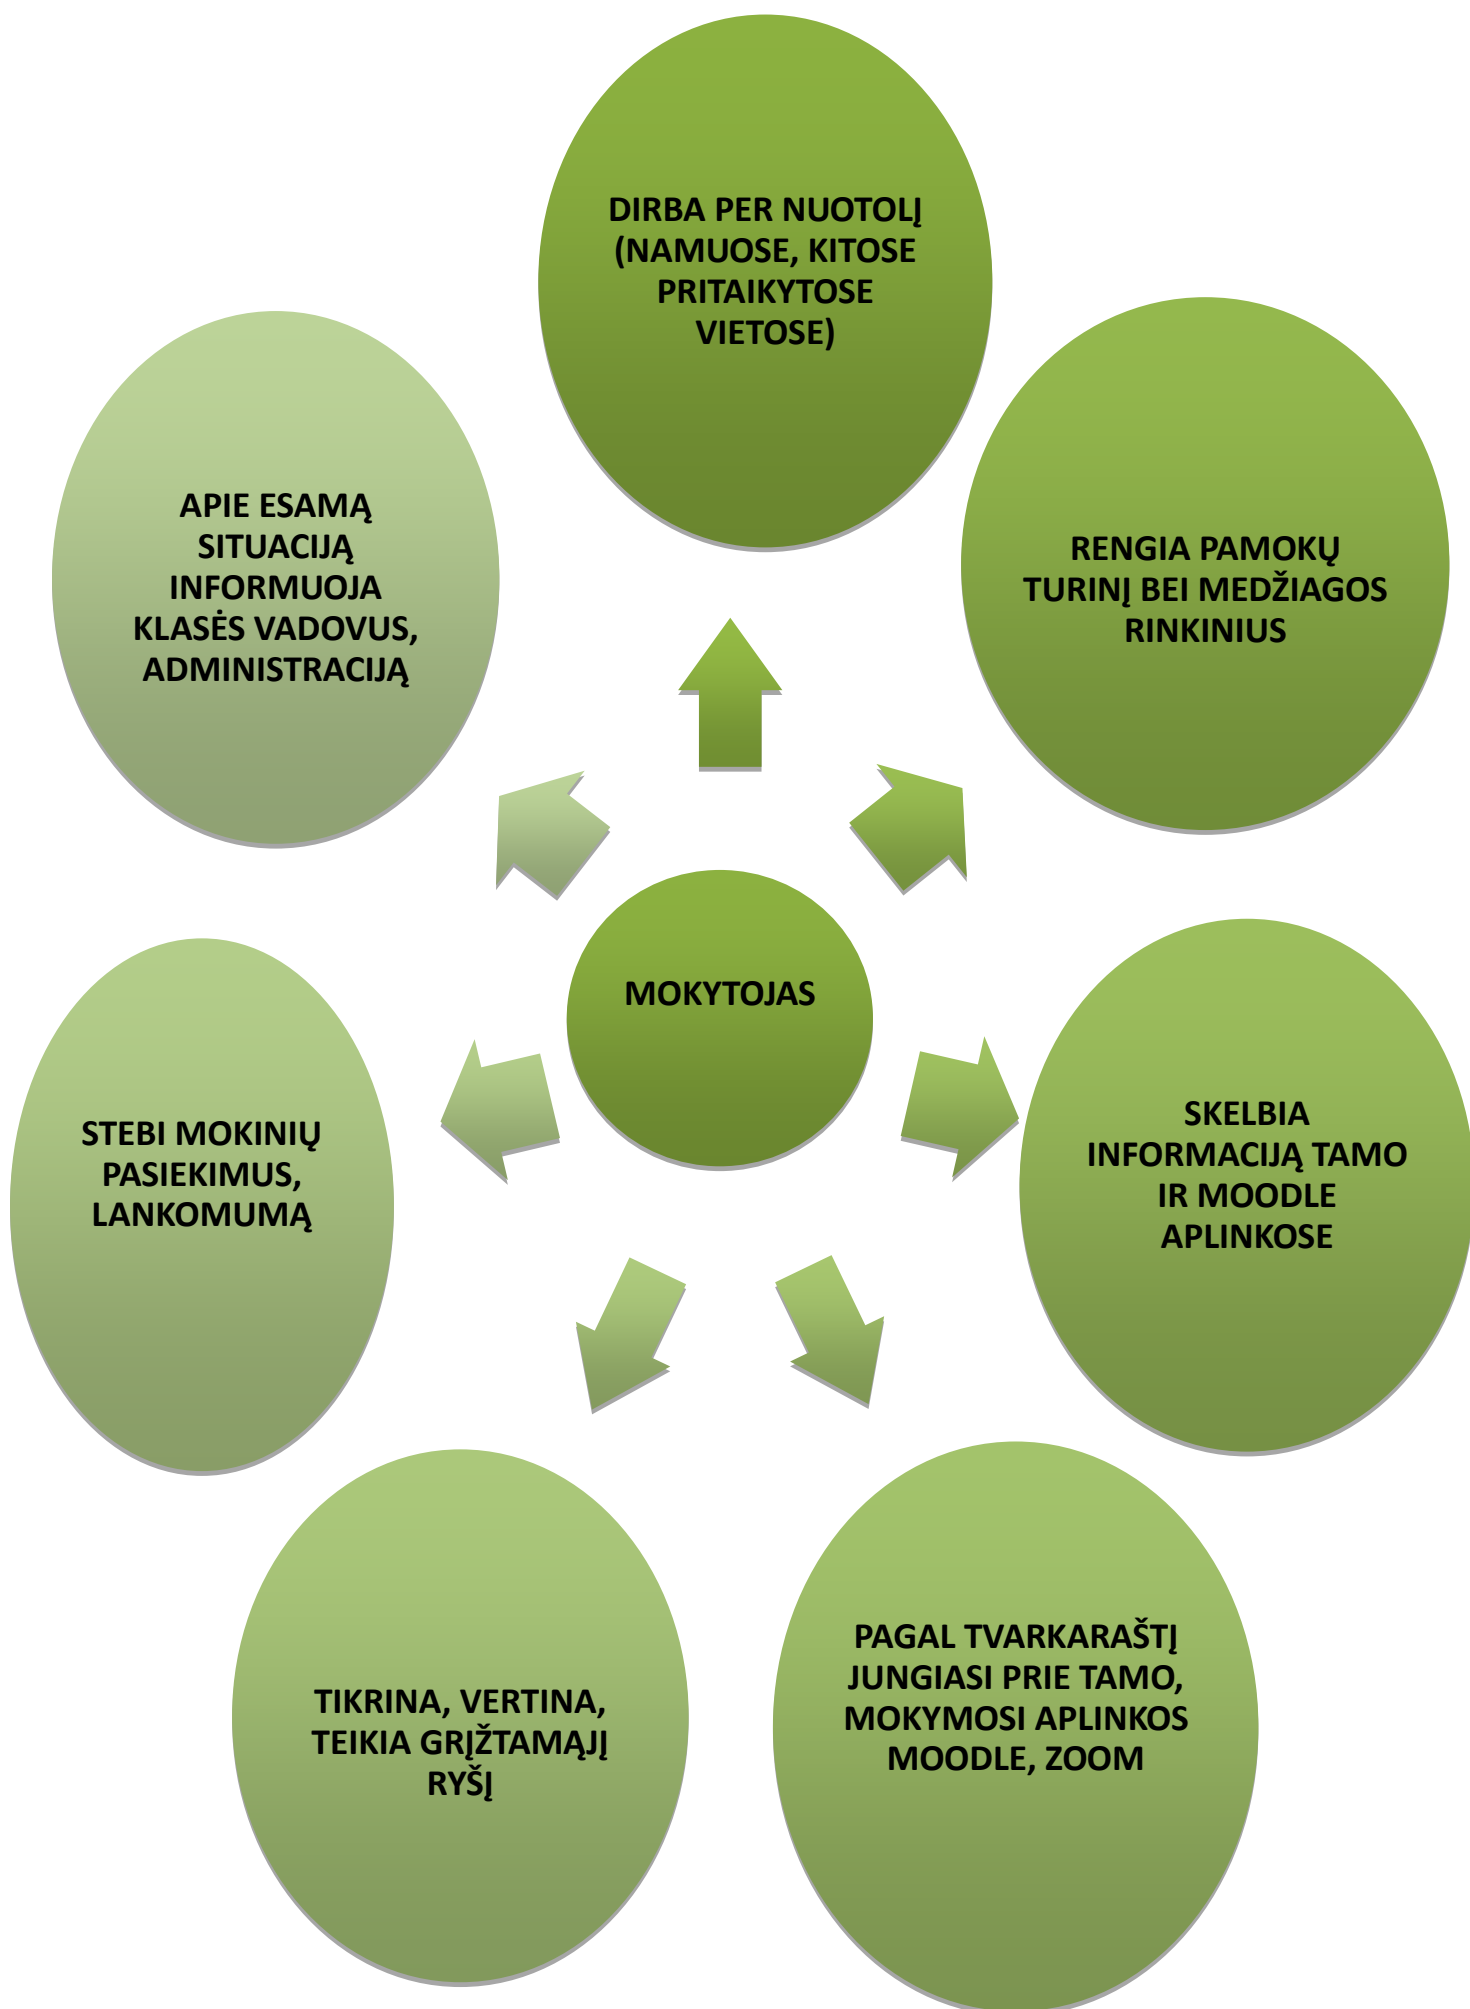 DIRBA PER NUOTOLĮ
(NAMUOSE, KITOSE
PRITAIKYTOSE
VIETOSE)
RENGIA PAMOKŲ
TURINĮ BEI MEDŽIAGOS
RINKINIUS
SKELBIA
INFORMACIJĄ TAMO
IR MOODLE
APLINKOSE
PAGAL TVARKARAŠTĮ
JUNGIASI PRIE TAMO,
MOKYMOSI APLINKOS
MOODLE, ZOOM
TIKRINA, VERTINA,
TEIKIA GRĮŽTAMĄJĮ
RYŠĮ
STEBI MOKINIŲ
PASIEKIMUS,
LANKOMUMĄ
APIE ESAMĄ
SITUACIJĄ
INFORMUOJA
KLASĖS VADOVUS,
ADMINISTRACIJĄ
MOKYTOJAS